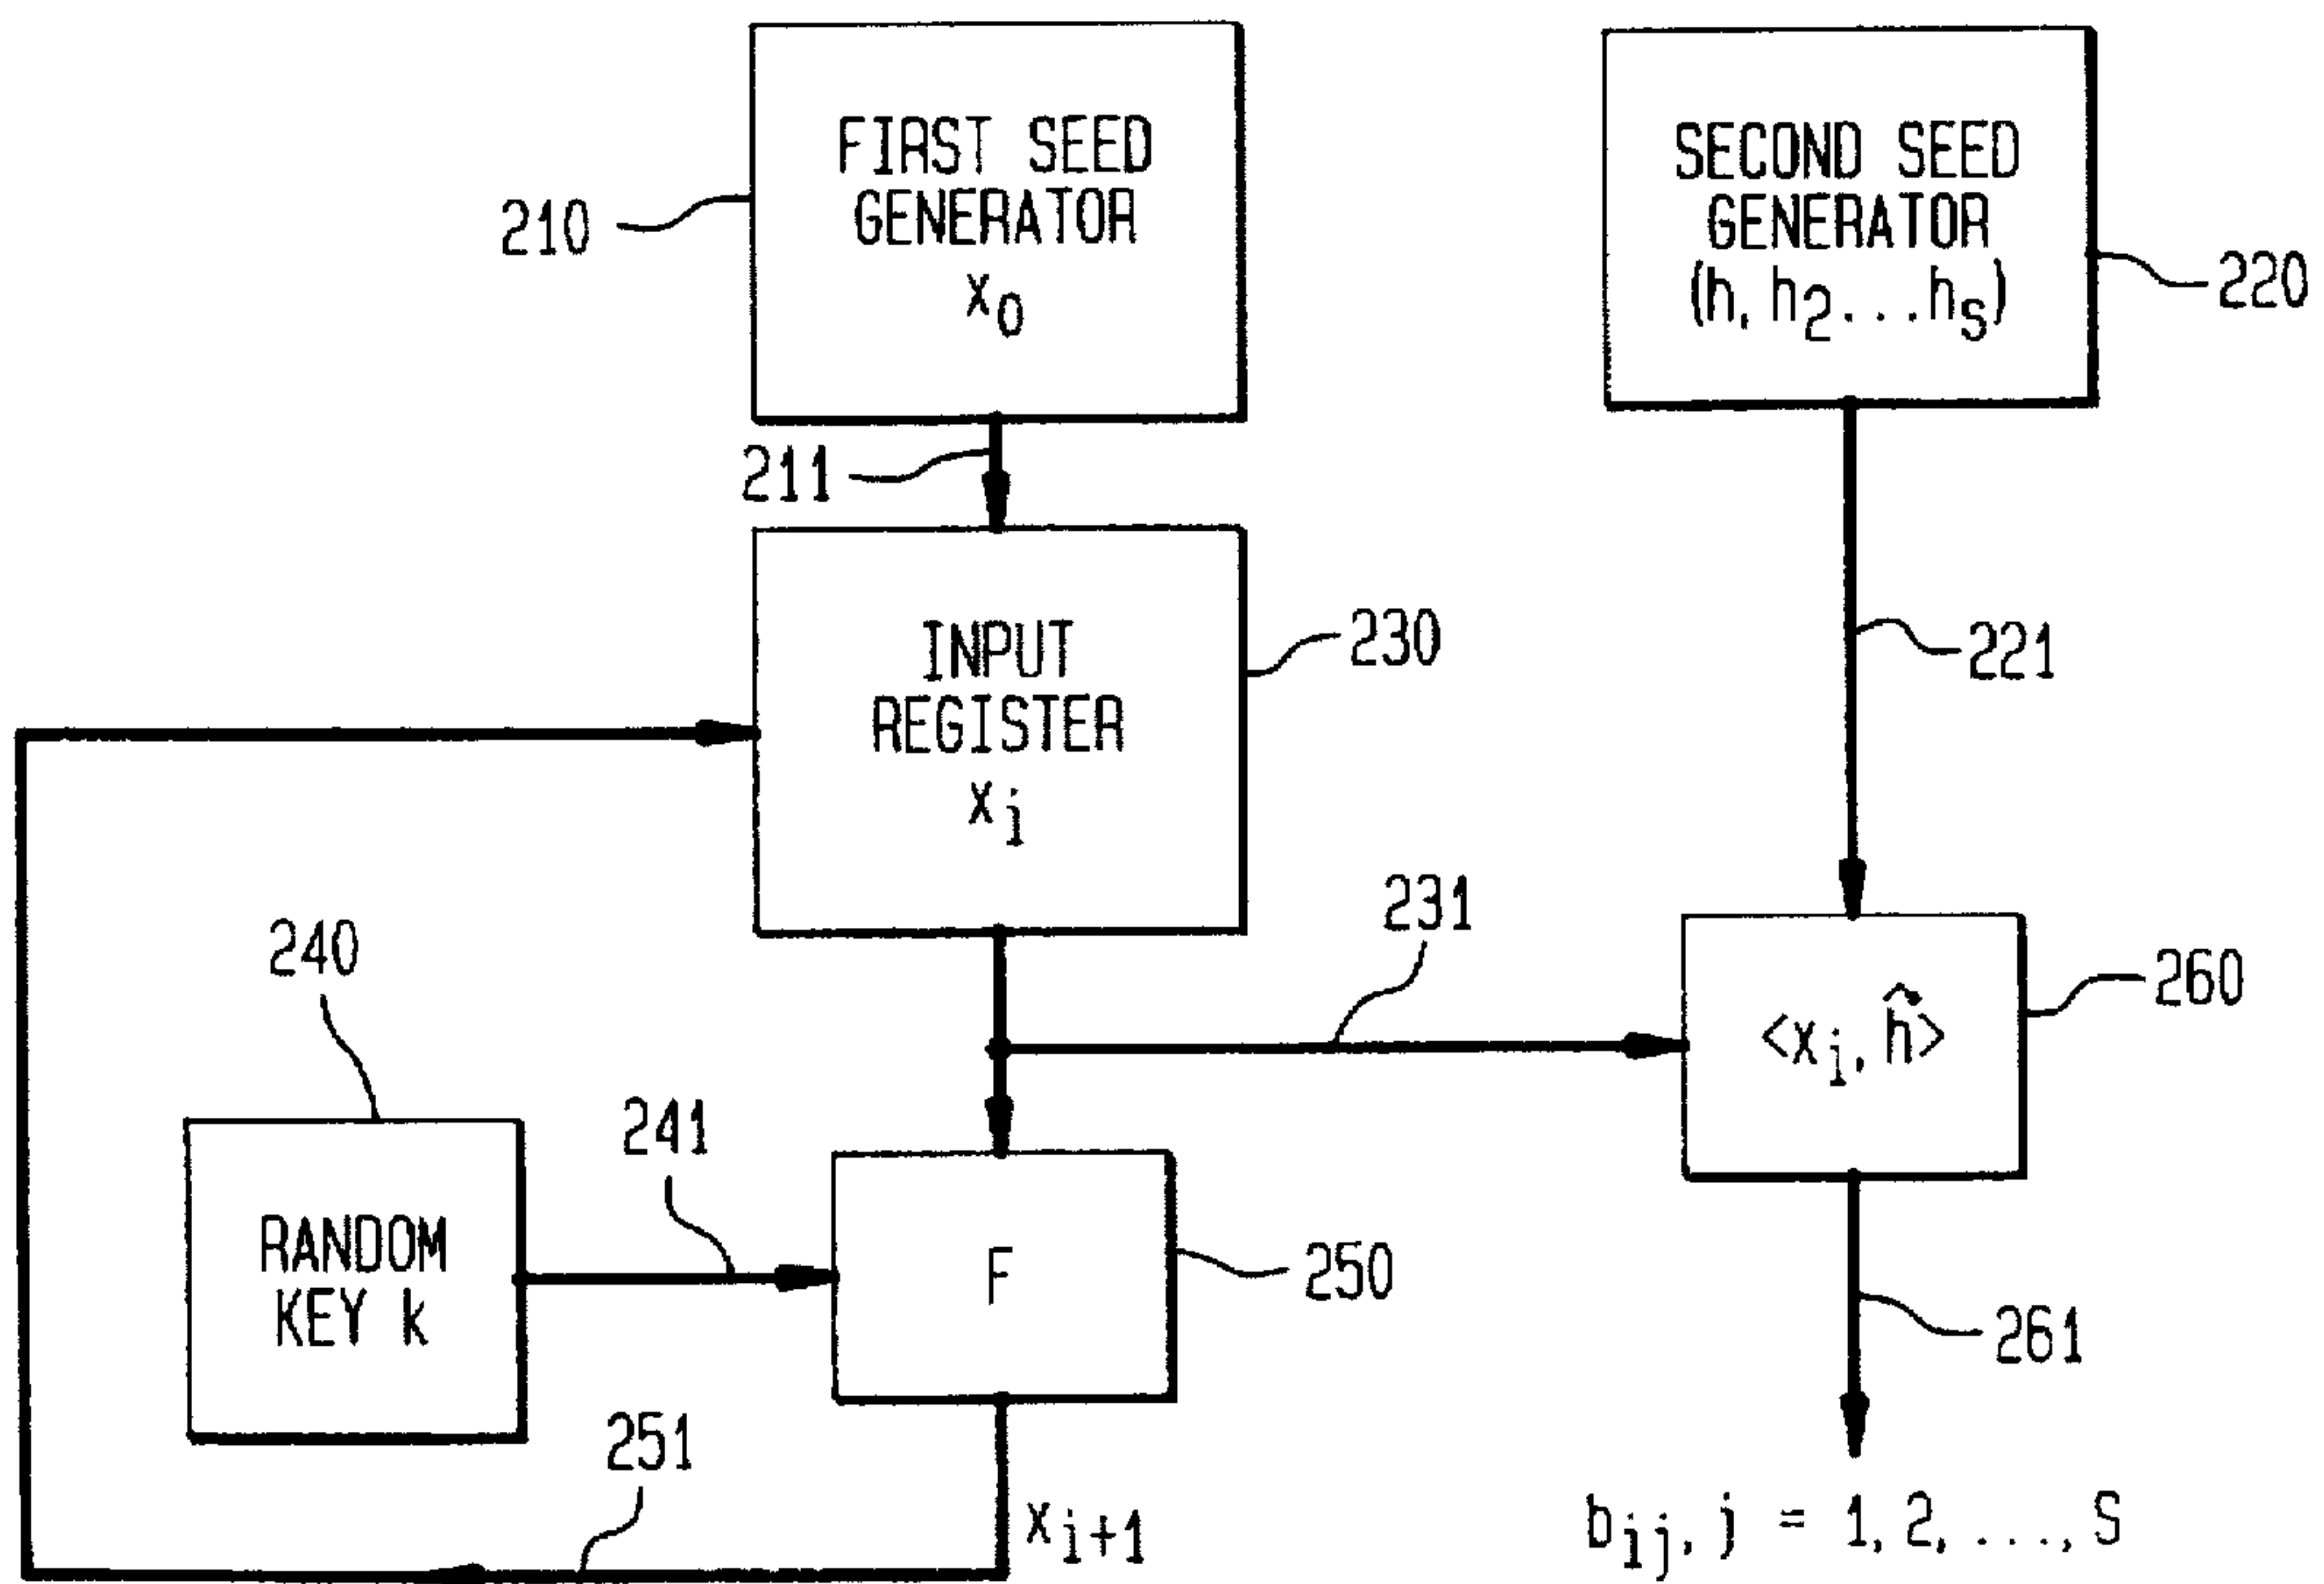 FIRST SEED
GENERATOR
x₀
210
SECOND SEED
GENERATOR
(h, h₂...hₛ)
220
211
INPUT
REGISTER
xᵢ
230
221
231
240
RANDOM
KEY k
241
F
250
<xᵢ, ĥ>
260
251
xᵢ₊₁
261
bᵢⱼ, j = 1, 2, ..., S